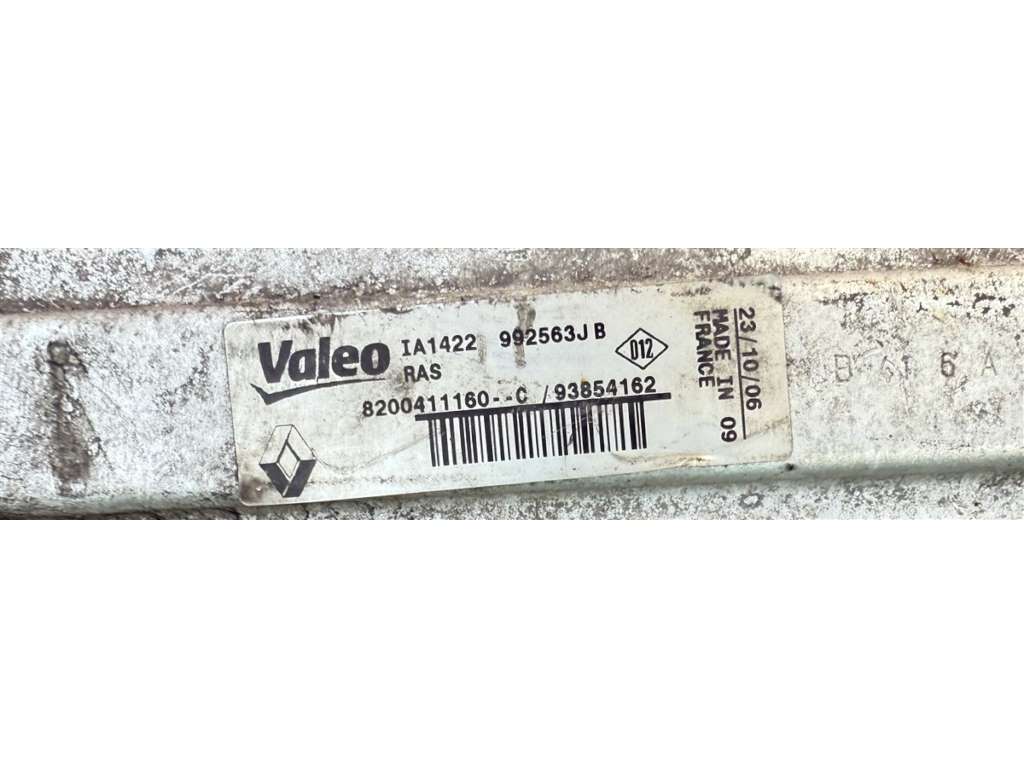 Valeo IA1422 992563J B
RAS
D12
8200411160--C /93854162
23/10/06
MADE IN 09
FRANCE